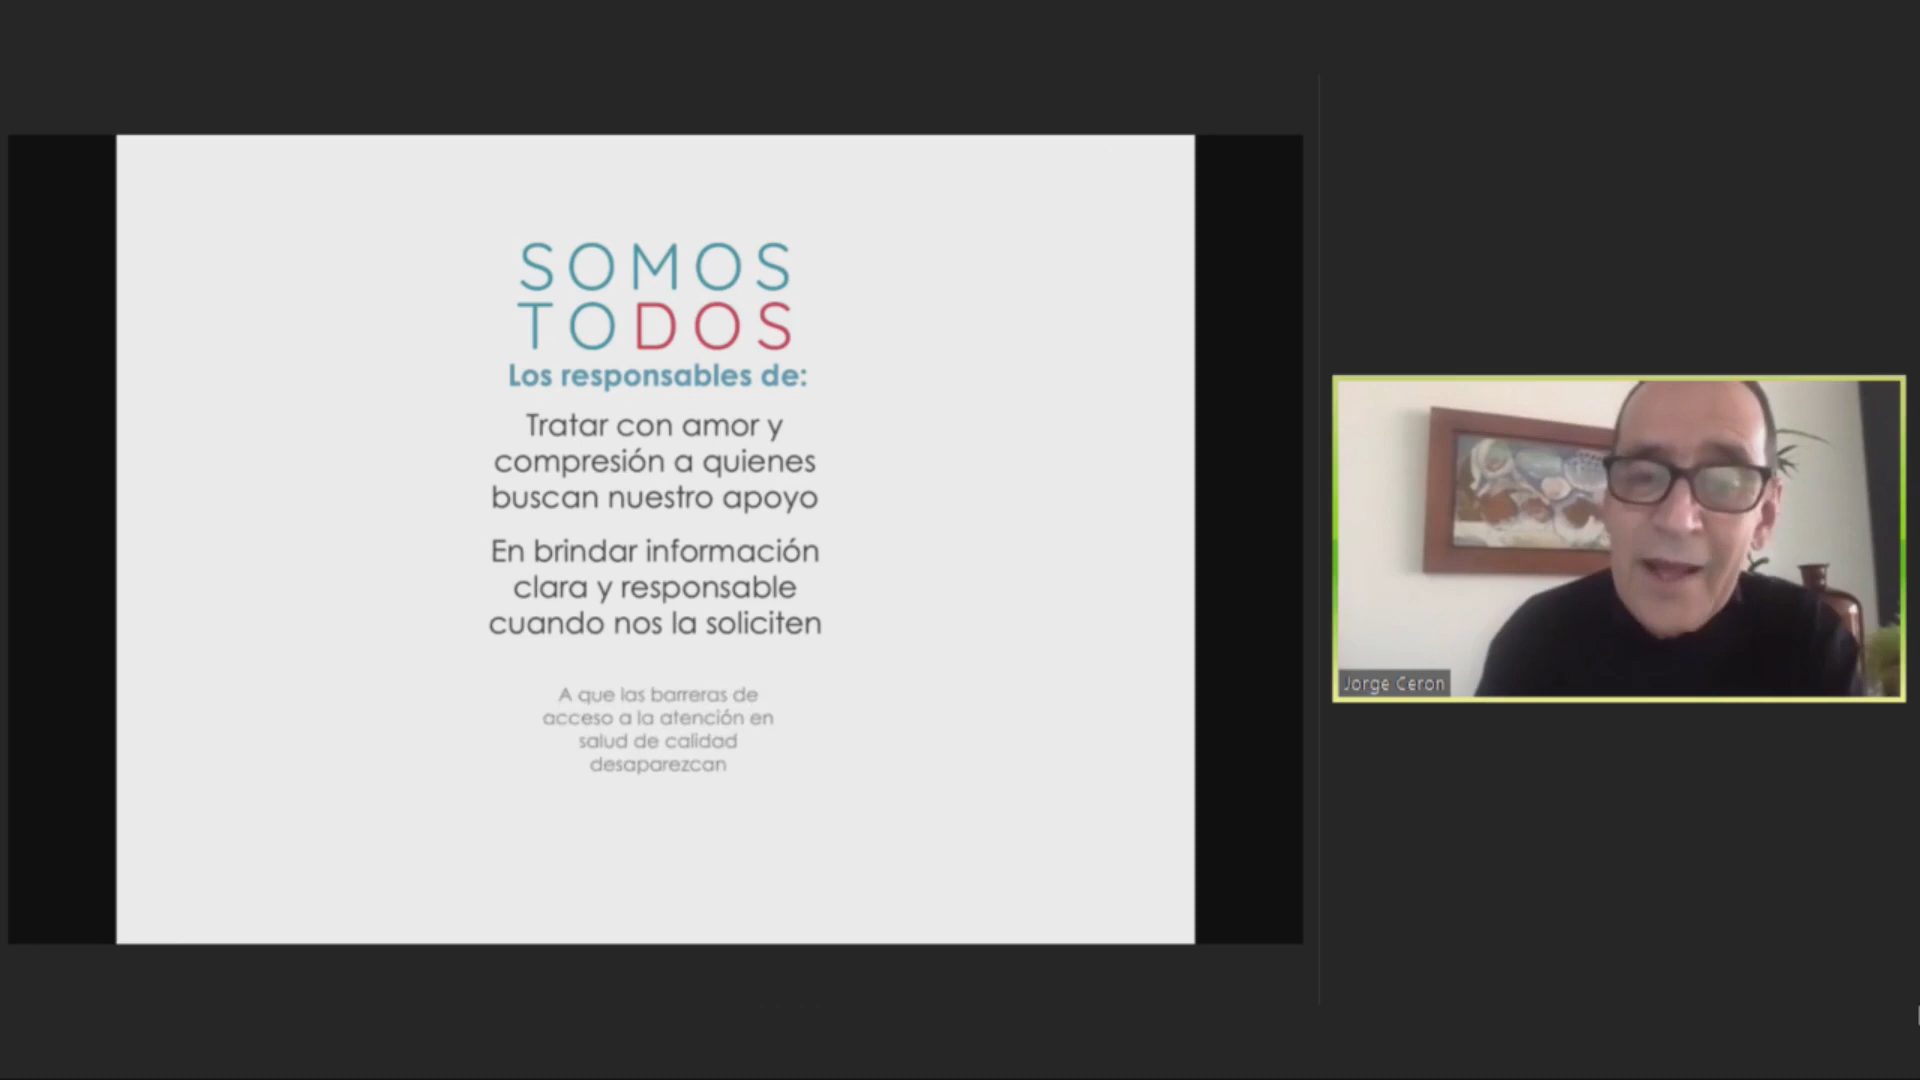 SOMOS
TODOS
Los responsables de:
Tratar con amor y
compresión a quienes
buscan nuestro apoyo
En brindar información
clara y responsable
cuando nos la soliciten
A que las barreras de
acceso a la atención en
salud de calidad
desaparezcan
Jorge Ceron